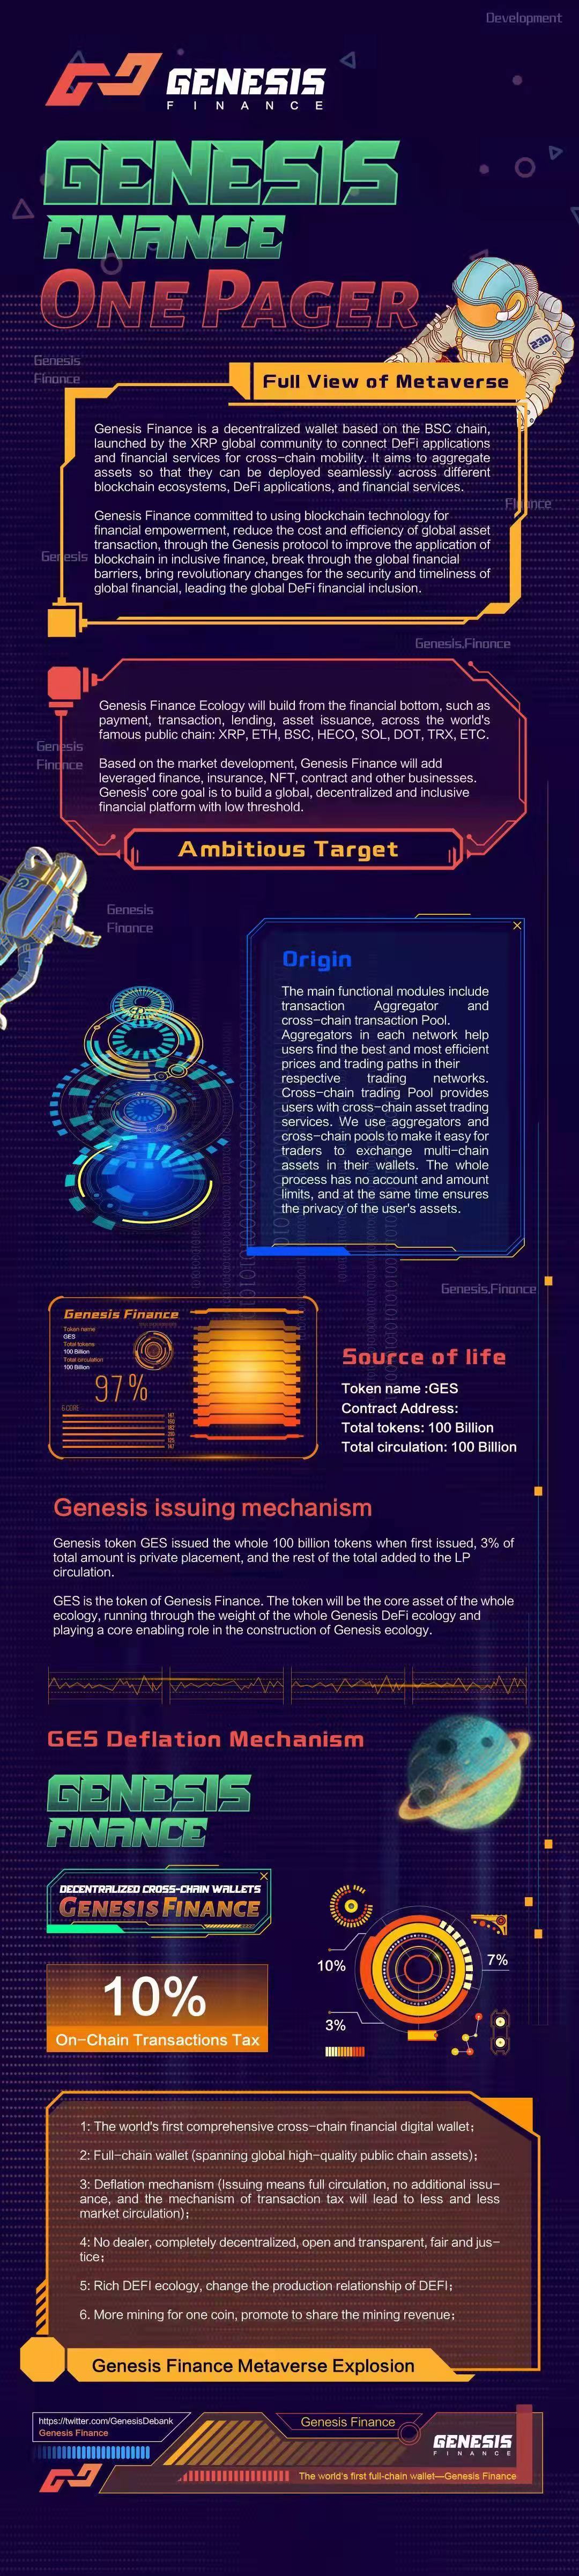 Development
GENESIS
FINANCE
GENESIS
FINANCE
ONE PAGER
Genesis
Finance
Full View of Metaverse
Genesis Finance is a decentralized wallet based on the BSC chain,
launched by the XRP global community to connect DeFi applications
and financial services for cross-chain mobility. It aims to aggregate
assets so that they can be deployed seamlessly across different
blockchain ecosystems, DeFi applications, and financial services.
Finance
Genesis Finance committed to using blockchain technology for
financial empowerment, reduce the cost and efficiency of global asset
transaction, through the Genesis protocol to improve the application of
Genesis
blockchain in inclusive finance, break through the global financial
barriers, bring revolutionary changes for the security and timeliness of
global financial, leading the global DeFi financial inclusion.
Genesis.Finance
Genesis Finance Ecology will build from the financial bottom, such as
payment, transaction, lending, asset issuance, across the world's
famous public chain: XRP, ETH, BSC, HECO, SOL, DOT, TRX, ETC.
Genesis
Finance
Based on the market development, Genesis Finance will add
leveraged finance, insurance, NFT, contract and other businesses.
Genesis' core goal is to build a global, decentralized and inclusive
financial platform with low threshold.
Ambitious Target
Genesis
Finance
Origin
The main functional modules include
transaction Aggregator and
cross-chain transaction Pool.
Aggregators in each network help
users find the best and most efficient
prices and trading paths in their
respective trading networks.
Cross-chain trading Pool provides
users with cross-chain asset trading
services. We use aggregators and
cross-chain pools to make it easy for
traders to exchange multi-chain
assets in their wallets. The whole
process has no account and amount
limits, and at the same time ensures
the privacy of the user's assets.
Genesis.Finance
Genesis Finance
Token name
GES
Total tokens
100 Billion
Total circulation
100 Billion
97%
Source of life
Token name :GES
Contract Address:
Total tokens: 100 Billion
Total circulation: 100 Billion
Genesis issuing mechanism
Genesis token GES issued the whole 100 billion tokens when first issued, 3% of
total amount is private placement, and the rest of the total added to the LP
circulation.
GES is the token of Genesis Finance. The token will be the core asset of the whole
ecology, running through the weight of the whole Genesis DeFi ecology and
playing a core enabling role in the construction of Genesis ecology.
GES Deflation Mechanism
GENESIS
FINANCE
DECENTRALIZED CROSS-CHAIN WALLETS
GENESIS FINANCE
10%
On-Chain Transactions Tax
10%
7%
3%
1: The world's first comprehensive cross-chain financial digital wallet;
2: Full-chain wallet (spanning global high-quality public chain assets);
3: Deflation mechanism (Issuing means full circulation, no additional issu-
ance, and the mechanism of transaction tax will lead to less and less
market circulation);
4: No dealer, completely decentralized, open and transparent, fair and jus-
tice;
5: Rich DEFI ecology, change the production relationship of DEFI;
6. More mining for one coin, promote to share the mining revenue;
Genesis Finance Metaverse Explosion
https://twitter.com/GenesisDebank
Genesis Finance
Genesis Finance
GENESIS
FINANCE
The world's first full-chain wallet—Genesis Finance